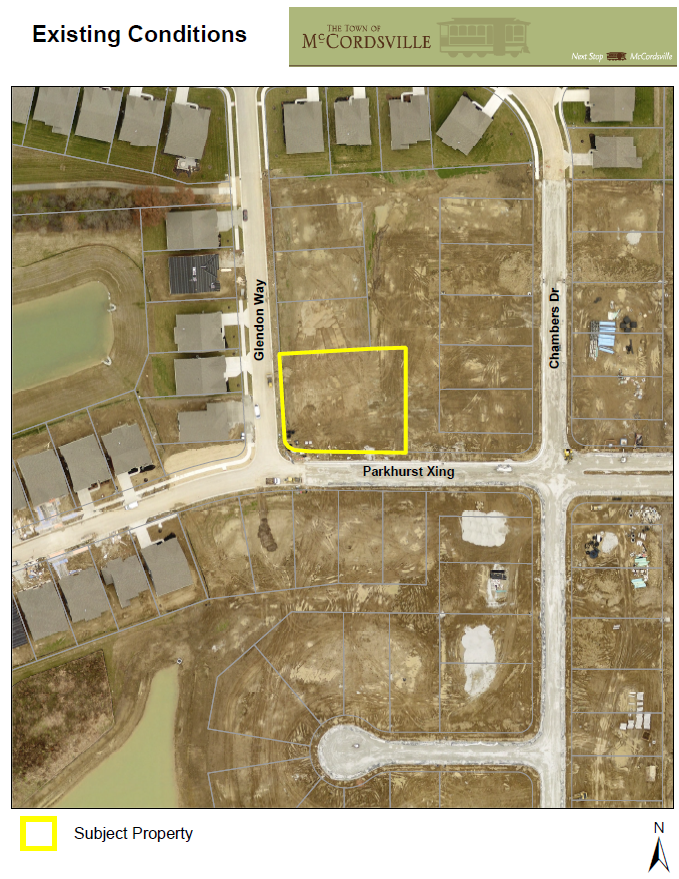 Existing Conditions
THE TOWN OF
MCCORDSVILLE
Next Stop McCordsville
Glendon Way
Chambers Dr
Parkhurst Xing
Subject Property
N